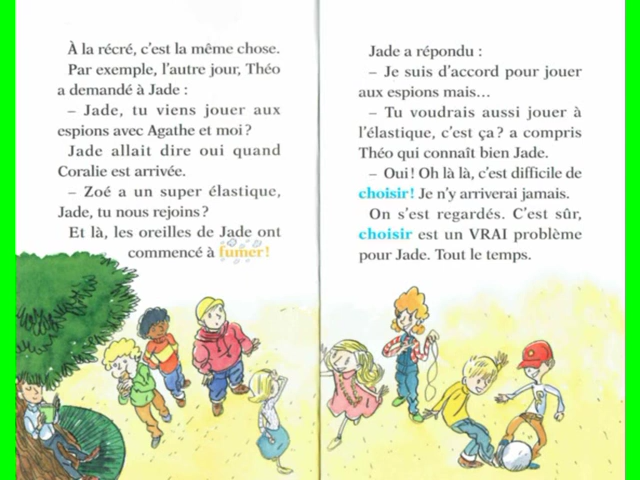 À la récré, c'est la même chose.
Par exemple, l'autre jour, Théo
a demandé à Jade :
– Jade, tu viens jouer aux
espions avec Agathe et moi ?
Jade allait dire oui quand
Coralie est arrivée.
– Zoé a un super élastique,
Jade, tu nous rejoins ?
Et là, les oreilles de Jade ont
commencé à fumer !
Jade a répondu :
– Je suis d'accord pour jouer
aux espions mais…
– Tu voudrais aussi jouer à
l'élastique, c'est ça ? a compris
Théo qui connaît bien Jade.
– Oui ! Oh là là, c'est difficile de
choisir ! Je n'y arriverai jamais.
On s'est regardés. C'est sûr,
choisir est un VRAI problème
pour Jade. Tout le temps.